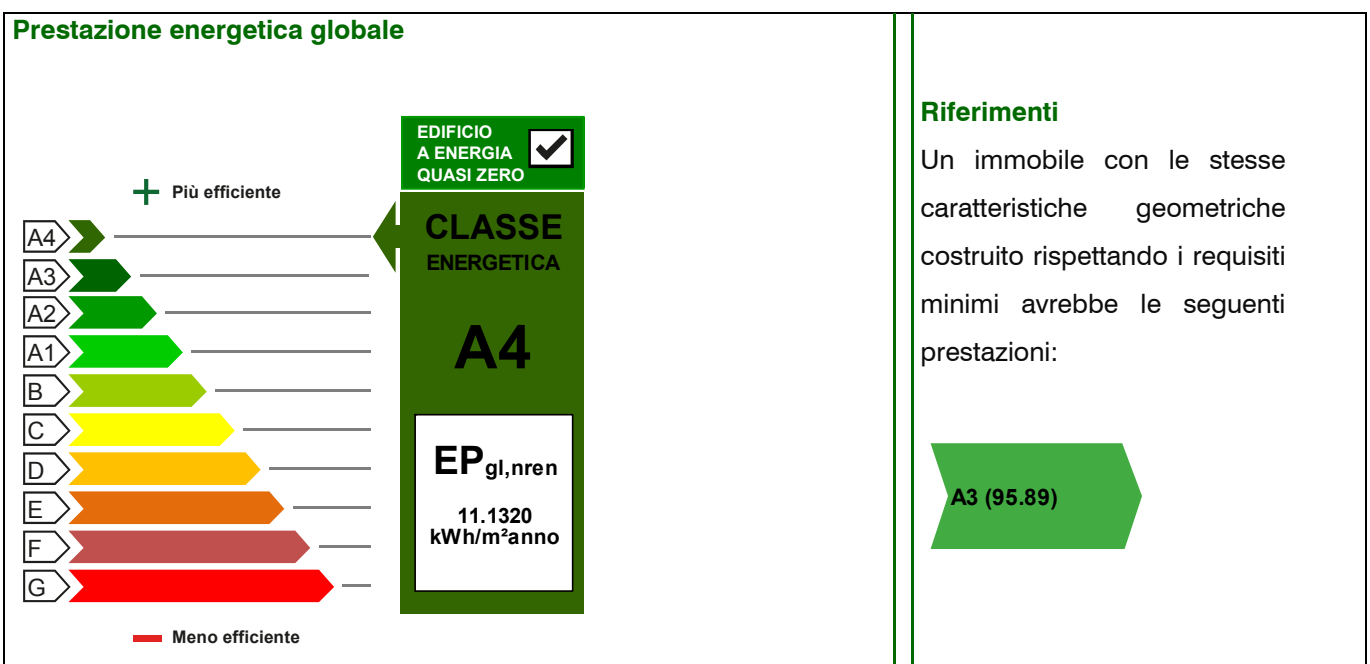 Prestazione energetica globale
EDIFICIO
A ENERGIA
QUASI ZERO
Più efficiente
A4
A3
A2
A1
B
C
D
E
F
G
Meno efficiente
CLASSE
ENERGETICA
A4
EPgl,nren
11.1320
kWh/m²anno
Riferimenti
Un immobile con le stesse
caratteristiche geometriche
costruito rispettando i requisiti
minimi avrebbe le seguenti
prestazioni:
A3 (95.89)